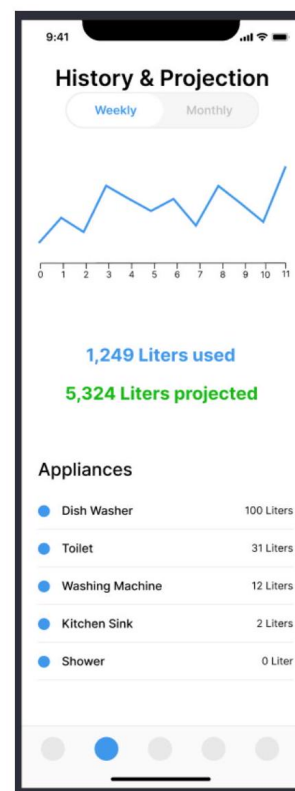 9:41
History & Projection
Weekly Monthly
0 1 2 3 4 5 6 7 8 9 10 11
1,249 Liters used
5,324 Liters projected
Appliances
Dish Washer 100 Liters
Toilet 31 Liters
Washing Machine 12 Liters
Kitchen Sink 2 Liters
Shower 0 Liter